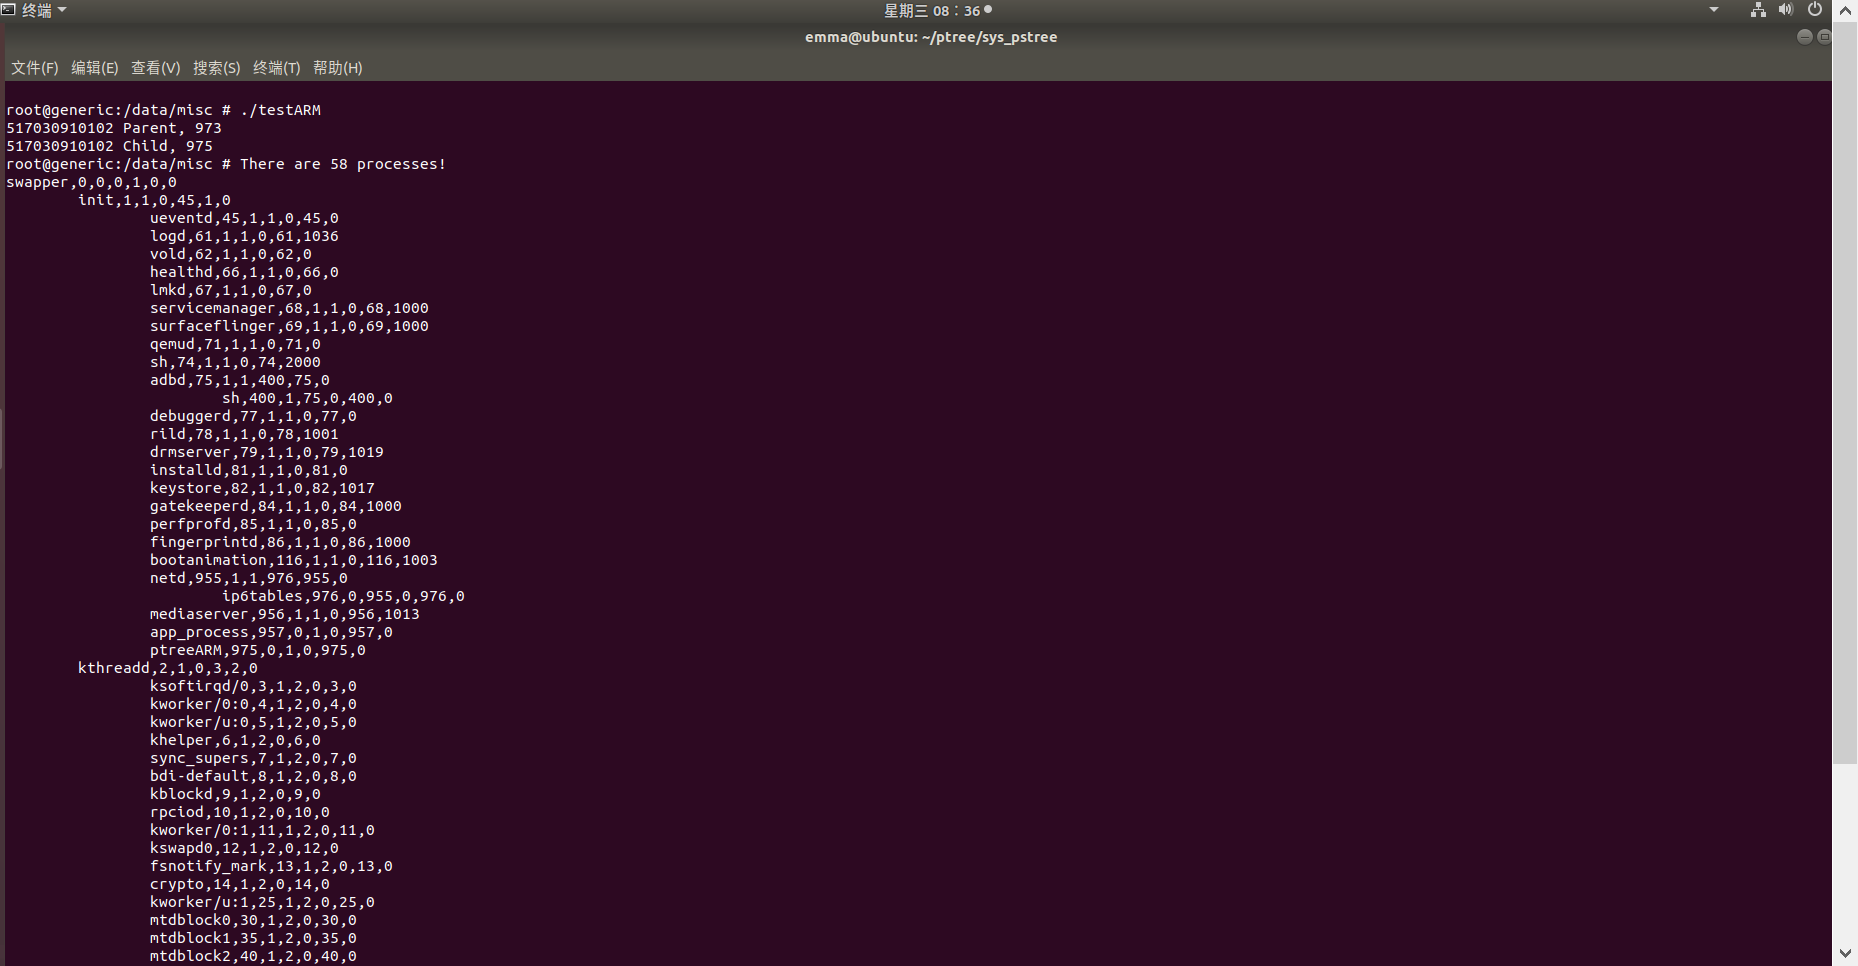 终端
星期三 08：36
emma@ubuntu: ~/ptree/sys_pstree
文件(F) 编辑(E) 查看(V) 搜索(S) 终端(T) 帮助(H)
root@generic:/data/misc # ./testARM
517030910102 Parent, 973
517030910102 Child, 975
root@generic:/data/misc # There are 58 processes!
swapper,0,0,0,1,0,0
init,1,1,0,45,1,0
ueventd,45,1,1,0,45,0
logd,61,1,1,0,61,1036
vold,62,1,1,0,62,0
healthd,66,1,1,0,66,0
lmkd,67,1,1,0,67,0
servicemanager,68,1,1,0,68,1000
surfaceflinger,69,1,1,0,69,1000
qemud,71,1,1,0,71,0
sh,74,1,1,0,74,2000
adbd,75,1,1,400,75,0
sh,400,1,75,0,400,0
debuggerd,77,1,1,0,77,0
rild,78,1,1,0,78,1001
drmserver,79,1,1,0,79,1019
installd,81,1,1,0,81,0
keystore,82,1,1,0,82,1017
gatekeeperd,84,1,1,0,84,1000
perfprofd,85,1,1,0,85,0
fingerprintd,86,1,1,0,86,1000
bootanimation,116,1,1,0,116,1003
netd,955,1,1,976,955,0
ip6tables,976,0,955,0,976,0
mediaserver,956,1,1,0,956,1013
app_process,957,0,1,0,957,0
ptreeARM,975,0,1,0,975,0
kthreadd,2,1,0,3,2,0
ksoftirqd/0,3,1,2,0,3,0
kworker/0:0,4,1,2,0,4,0
kworker/u:0,5,1,2,0,5,0
khelper,6,1,2,0,6,0
sync_supers,7,1,2,0,7,0
bdi-default,8,1,2,0,8,0
kblockd,9,1,2,0,9,0
rpciod,10,1,2,0,10,0
kworker/0:1,11,1,2,0,11,0
kswapd0,12,1,2,0,12,0
fsnotify_mark,13,1,2,0,13,0
crypto,14,1,2,0,14,0
kworker/u:1,25,1,2,0,25,0
mtdblock0,30,1,2,0,30,0
mtdblock1,35,1,2,0,35,0
mtdblock2,40,1,2,0,40,0